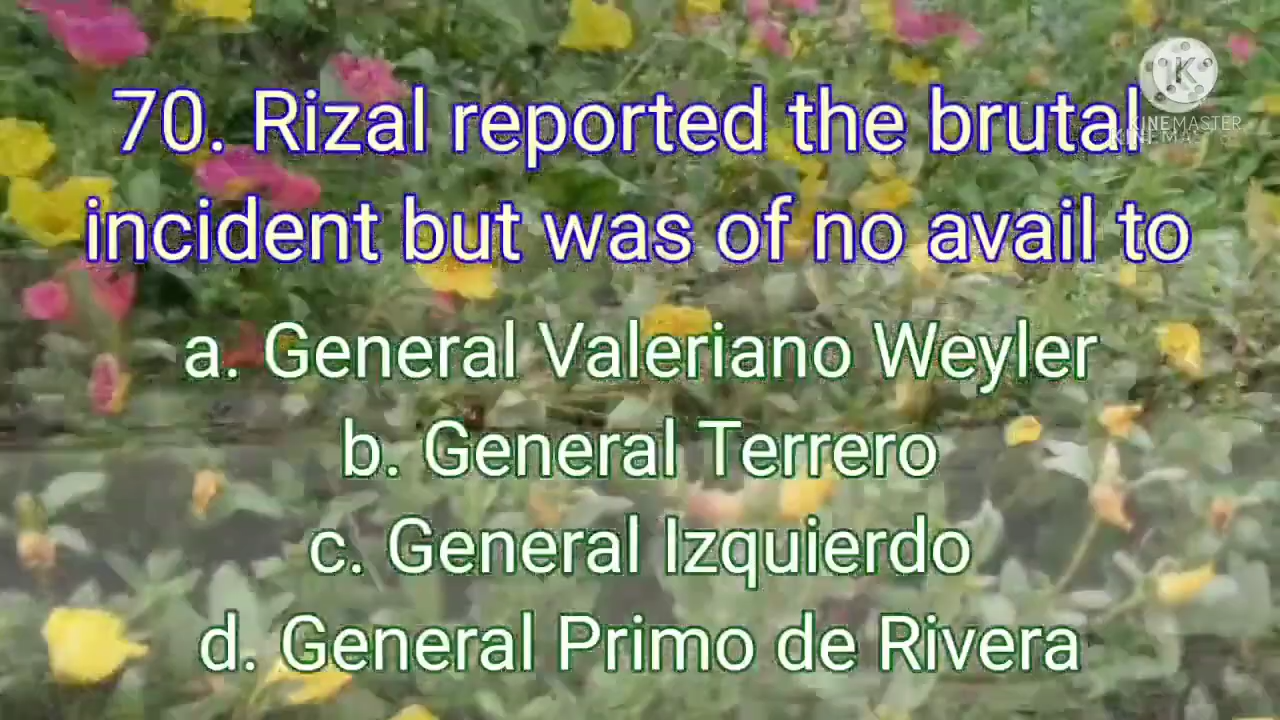 70. Rizal reported the brutal
incident but was of no avail to
a. General Valeriano Weyler
b. General Terrero
c. General Izquierdo
d. General Primo de Rivera
K
KINEMASTER